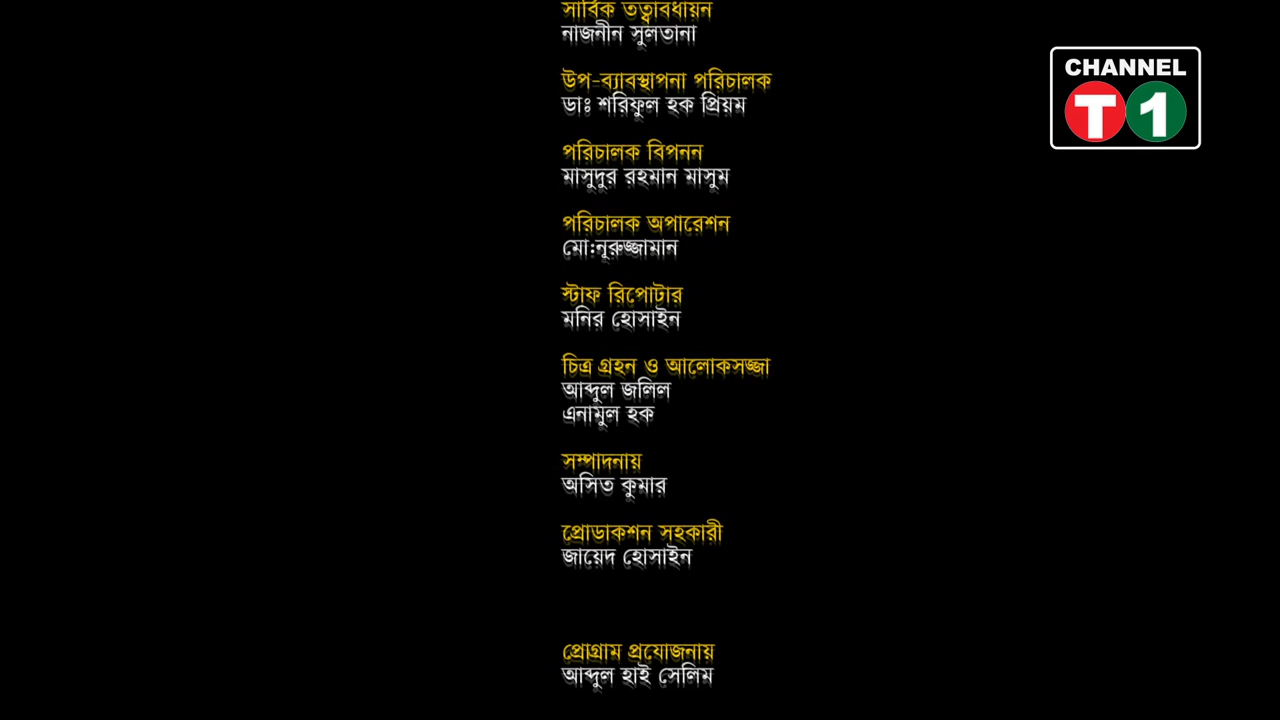 সার্বিক তত্বাবধায়ন
নাজনীন সুলতানা
উপ-ব্যাবস্থাপনা পরিচালক
ডাঃ শরিফুল হক প্রিয়ম
পরিচালক বিপনন
মাসুদুর রহমান মাসুম
পরিচালক অপারেশন
মো:নূরুজ্জামান
স্টাফ রিপোর্টার
মনির হোসাইন
চিত্র গ্রহন ও আলোকসজ্জা
আব্দুল জলিল
এনামুল হক
সম্পাদনায়
অসিত কুমার
প্রোডাকশন সহকারী
জায়েদ হোসাইন
প্রোগ্রাম প্রযোজনায়
আব্দুল হাই সেলিম
CHANNEL
T 1